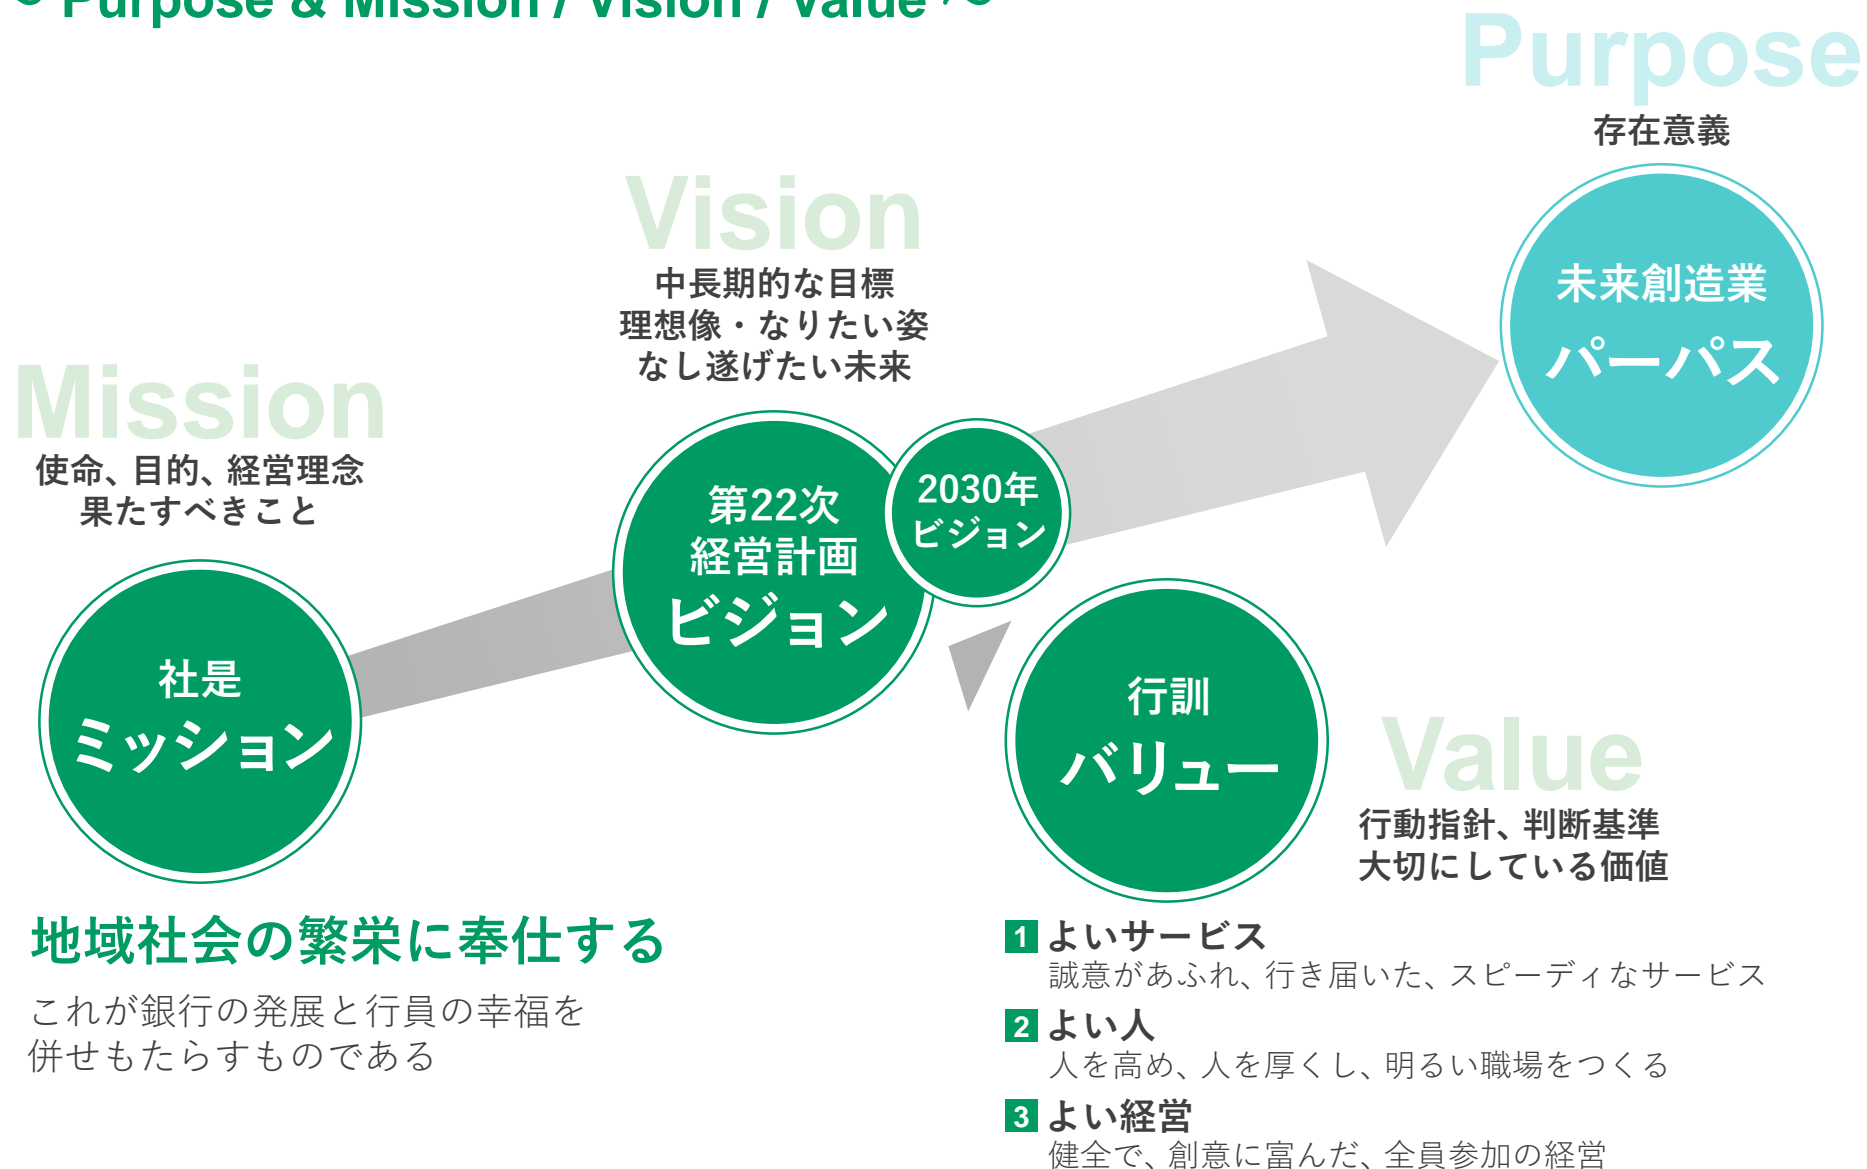 ~ Purpose & Mission / Vision / Value ~
Purpose
存在意義
未来創造業
パーパス
Vision
中長期的な目標
理想像・なりたい姿
なし遂げたい未来
第22次
経営計画
ビジョン
2030年
ビジョン
Mission
使命、目的、経営理念
果たすべきこと
社是
ミッション
地域社会の繁栄に奉仕する
これが銀行の発展と行員の幸福を
併せもたらすものである
行訓
バリュー
Value
行動指針、判断基準
大切にしている価値
1 よいサービス
誠意があふれ、行き届いた、スピーディなサービス
2 よい人
人を高め、人を厚くし、明るい職場をつくる
3 よい経営
健全で、創意に富んだ、全員参加の経営